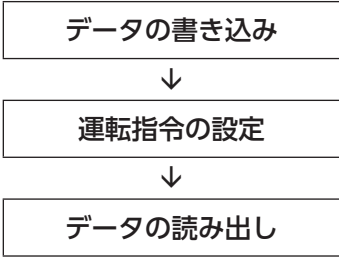 データの書き込み
↓
運転指令の設定
↓
データの読み出し